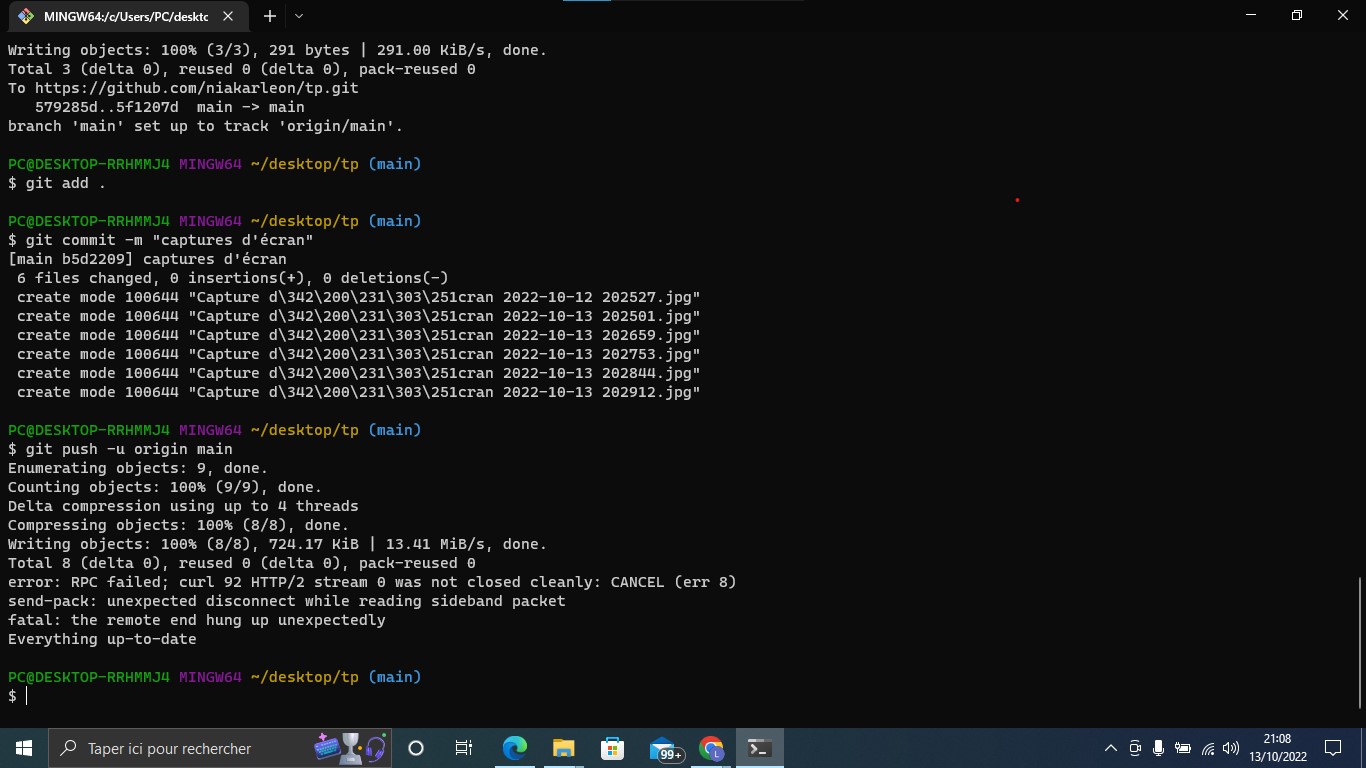 MINGW64:/c/Users/PC/deskto
Writing objects: 100% (3/3), 291 bytes | 291.00 KiB/s, done.
Total 3 (delta 0), reused 0 (delta 0), pack-reused 0
To https://github.com/niakarleon/tp.git
   579285d..5f1207d  main -> main
branch 'main' set up to track 'origin/main'.
PC@DESKTOP-RRHMMJ4 MINGW64 ~/desktop/tp (main)
$ git add .
PC@DESKTOP-RRHMMJ4 MINGW64 ~/desktop/tp (main)
$ git commit -m "captures d'écran"
[main b5d2209] captures d'écran
 6 files changed, 0 insertions(+), 0 deletions(-)
 create mode 100644 "Capture d\342\200\231\303\251cran 2022-10-12 202527.jpg"
 create mode 100644 "Capture d\342\200\231\303\251cran 2022-10-13 202501.jpg"
 create mode 100644 "Capture d\342\200\231\303\251cran 2022-10-13 202659.jpg"
 create mode 100644 "Capture d\342\200\231\303\251cran 2022-10-13 202753.jpg"
 create mode 100644 "Capture d\342\200\231\303\251cran 2022-10-13 202844.jpg"
 create mode 100644 "Capture d\342\200\231\303\251cran 2022-10-13 202912.jpg"
PC@DESKTOP-RRHMMJ4 MINGW64 ~/desktop/tp (main)
$ git push -u origin main
Enumerating objects: 9, done.
Counting objects: 100% (9/9), done.
Delta compression using up to 4 threads
Compressing objects: 100% (8/8), done.
Writing objects: 100% (8/8), 724.17 KiB | 13.41 MiB/s, done.
Total 8 (delta 0), reused 0 (delta 0), pack-reused 0
error: RPC failed; curl 92 HTTP/2 stream 0 was not closed cleanly: CANCEL (err 8)
send-pack: unexpected disconnect while reading sideband packet
fatal: the remote end hung up unexpectedly
Everything up-to-date
PC@DESKTOP-RRHMMJ4 MINGW64 ~/desktop/tp (main)
$
Taper ici pour rechercher
99+
L
21:08
13/10/2022